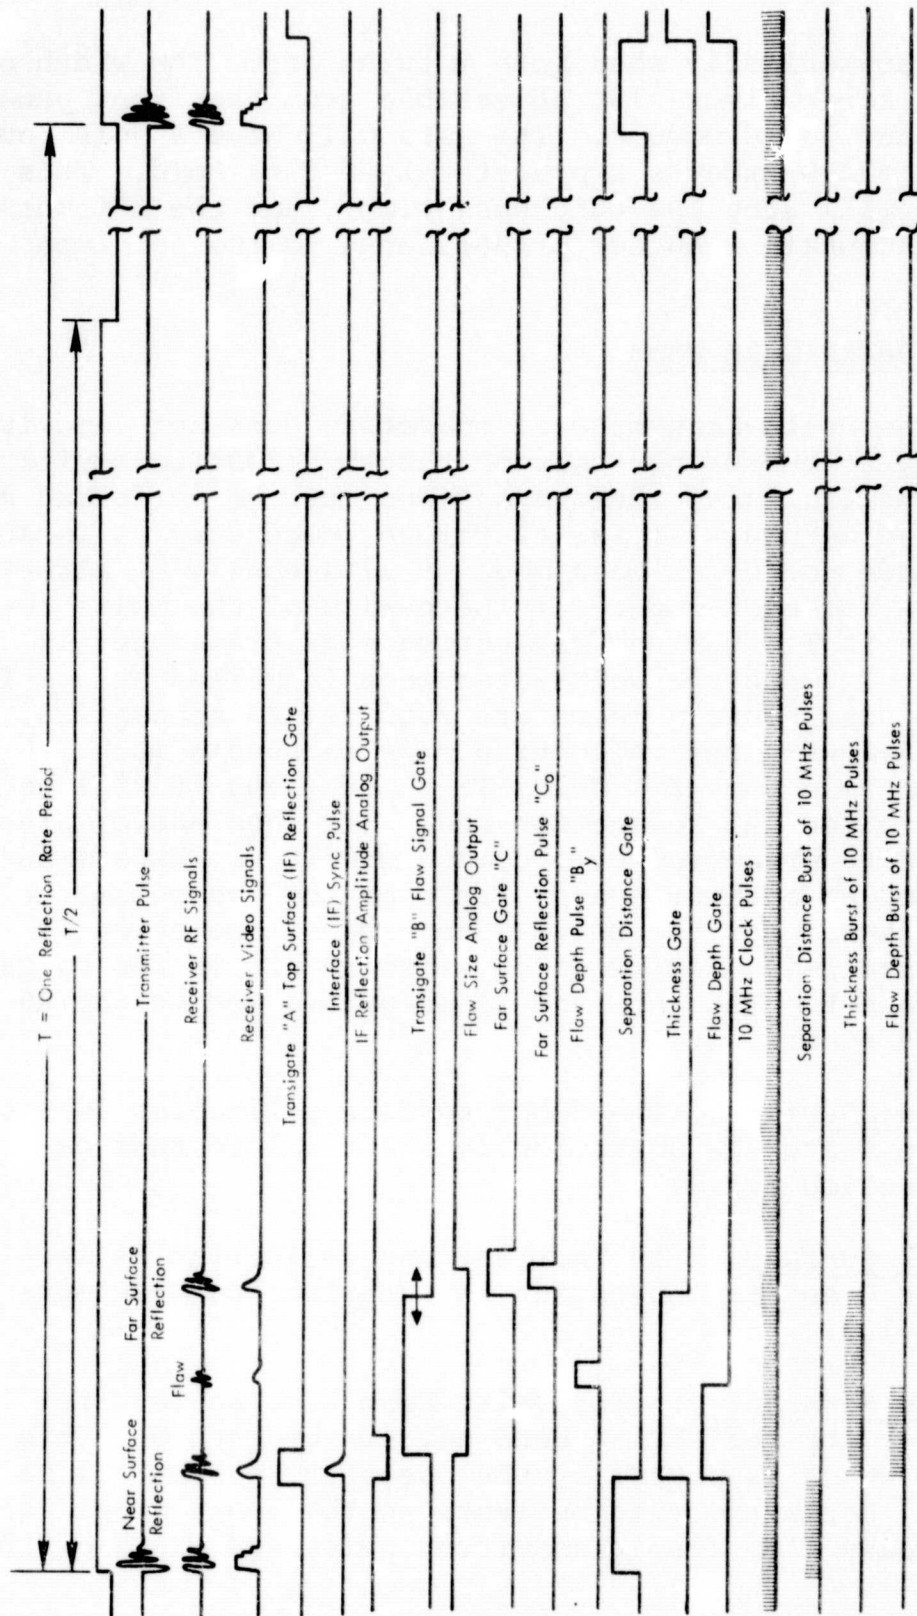 T = One Reflection Rate Period
T/2
Transmitter Pulse
Near Surface
Reflection
Flaw
Far Surface
Reflection
Receiver RF Signals
Receiver Video Signals
Transigate "A" Top Surface (IF) Reflection Gate
Interface (IF) Sync Pulse
IF Reflection Amplitude Analog Output
Transigate "B" Flaw Signal Gate
Flaw Size Analog Output
Far Surface Gate "C"
Far Surface Reflection Pulse "Co"
Flaw Depth Pulse "By"
Separation Distance Gate
Thickness Gate
Flaw Depth Gate
10 MHz Clock Pulses
Separation Distance Burst of 10 MHz Pulses
Thickness Burst of 10 MHz Pulses
Flaw Depth Burst of 10 MHz Pulses